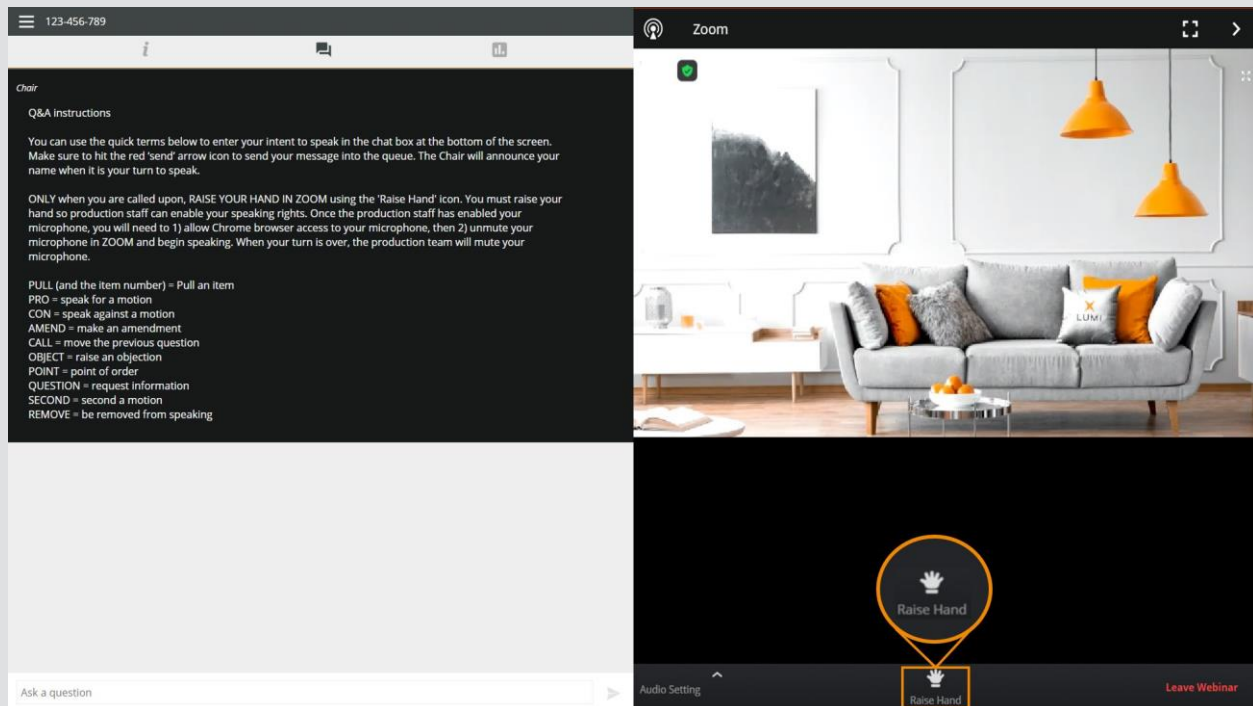 123-456-789
i
Chair
Q&A instructions
You can use the quick terms below to enter your intent to speak in the chat box at the bottom of the screen.
Make sure to hit the red ‘send’ arrow icon to send your message into the queue. The Chair will announce your
name when it is your turn to speak.
ONLY when you are called upon, RAISE YOUR HAND IN ZOOM using the 'Raise Hand' icon. You must raise your
hand so production staff can enable your speaking rights. Once the production staff has enabled your
microphone, you will need to 1) allow Chrome browser access to your microphone, then 2) unmute your
microphone in ZOOM and begin speaking. When your turn is over, the production team will mute your
microphone.
PULL (and the item number) = Pull an item
PRO = speak for a motion
CON = speak against a motion
AMEND = make an amendment
CALL = move the previous question
OBJECT = raise an objection
POINT = point of order
QUESTION = request information
SECOND = second a motion
REMOVE = be removed from speaking
Ask a question
Zoom
LUMI
Raise Hand
Audio Setting
Raise Hand
Leave Webinar